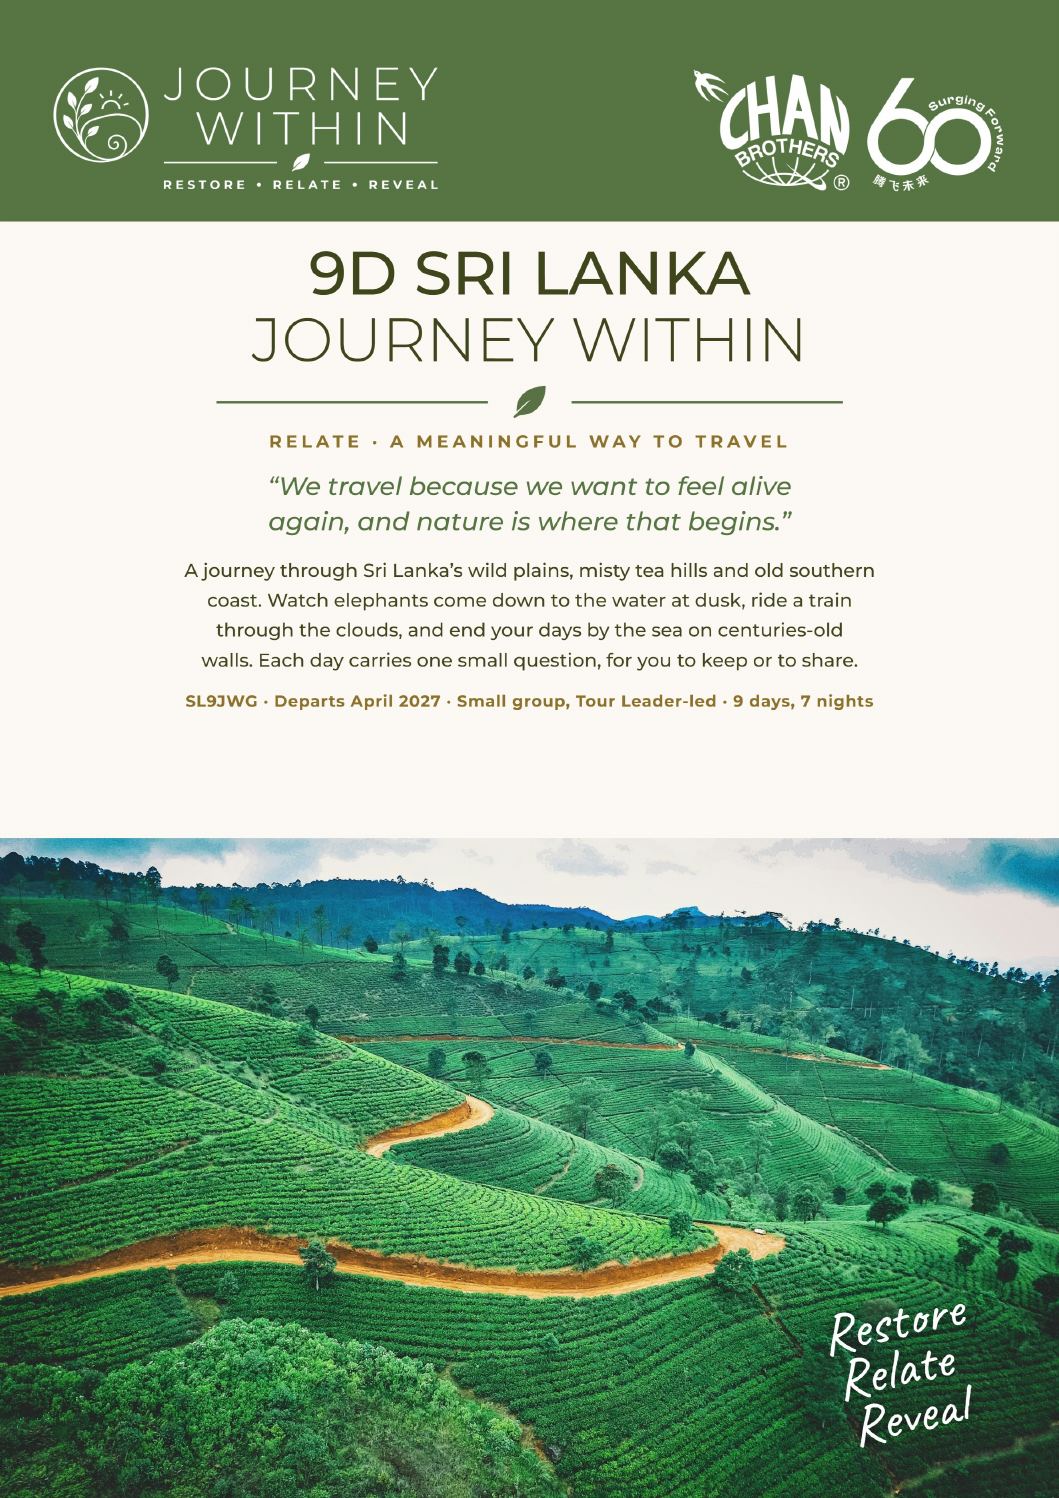 JOURNEY
WITHIN
RESTORE • RELATE • REVEAL
CHAN
BROTHERS
®
60
Surging Forward
腾飞未来
9D SRI LANKA
JOURNEY WITHIN
RELATE · A MEANINGFUL WAY TO TRAVEL
“We travel because we want to feel alive
again, and nature is where that begins.”
A journey through Sri Lanka’s wild plains, misty tea hills and old southern
coast. Watch elephants come down to the water at dusk, ride a train
through the clouds, and end your days by the sea on centuries-old
walls. Each day carries one small question, for you to keep or to share.
SL9JWG · Departs April 2027 · Small group, Tour Leader-led · 9 days, 7 nights
Restore
Relate
Reveal